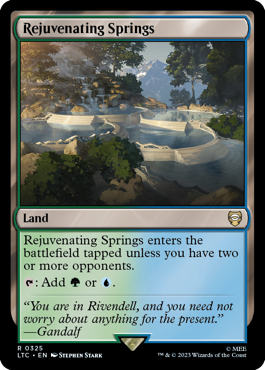 Rejuvenating Springs
Land
Rejuvenating Springs enters the
battlefield tapped unless you have two
or more opponents.
: Add or .
“You are in Rivendell, and you need not
worry about anything for the present.”
—Gandalf
R 0325
LTC • EN STEPHEN STARK
© MEE
™ & © 2023 Wizards of the Coast